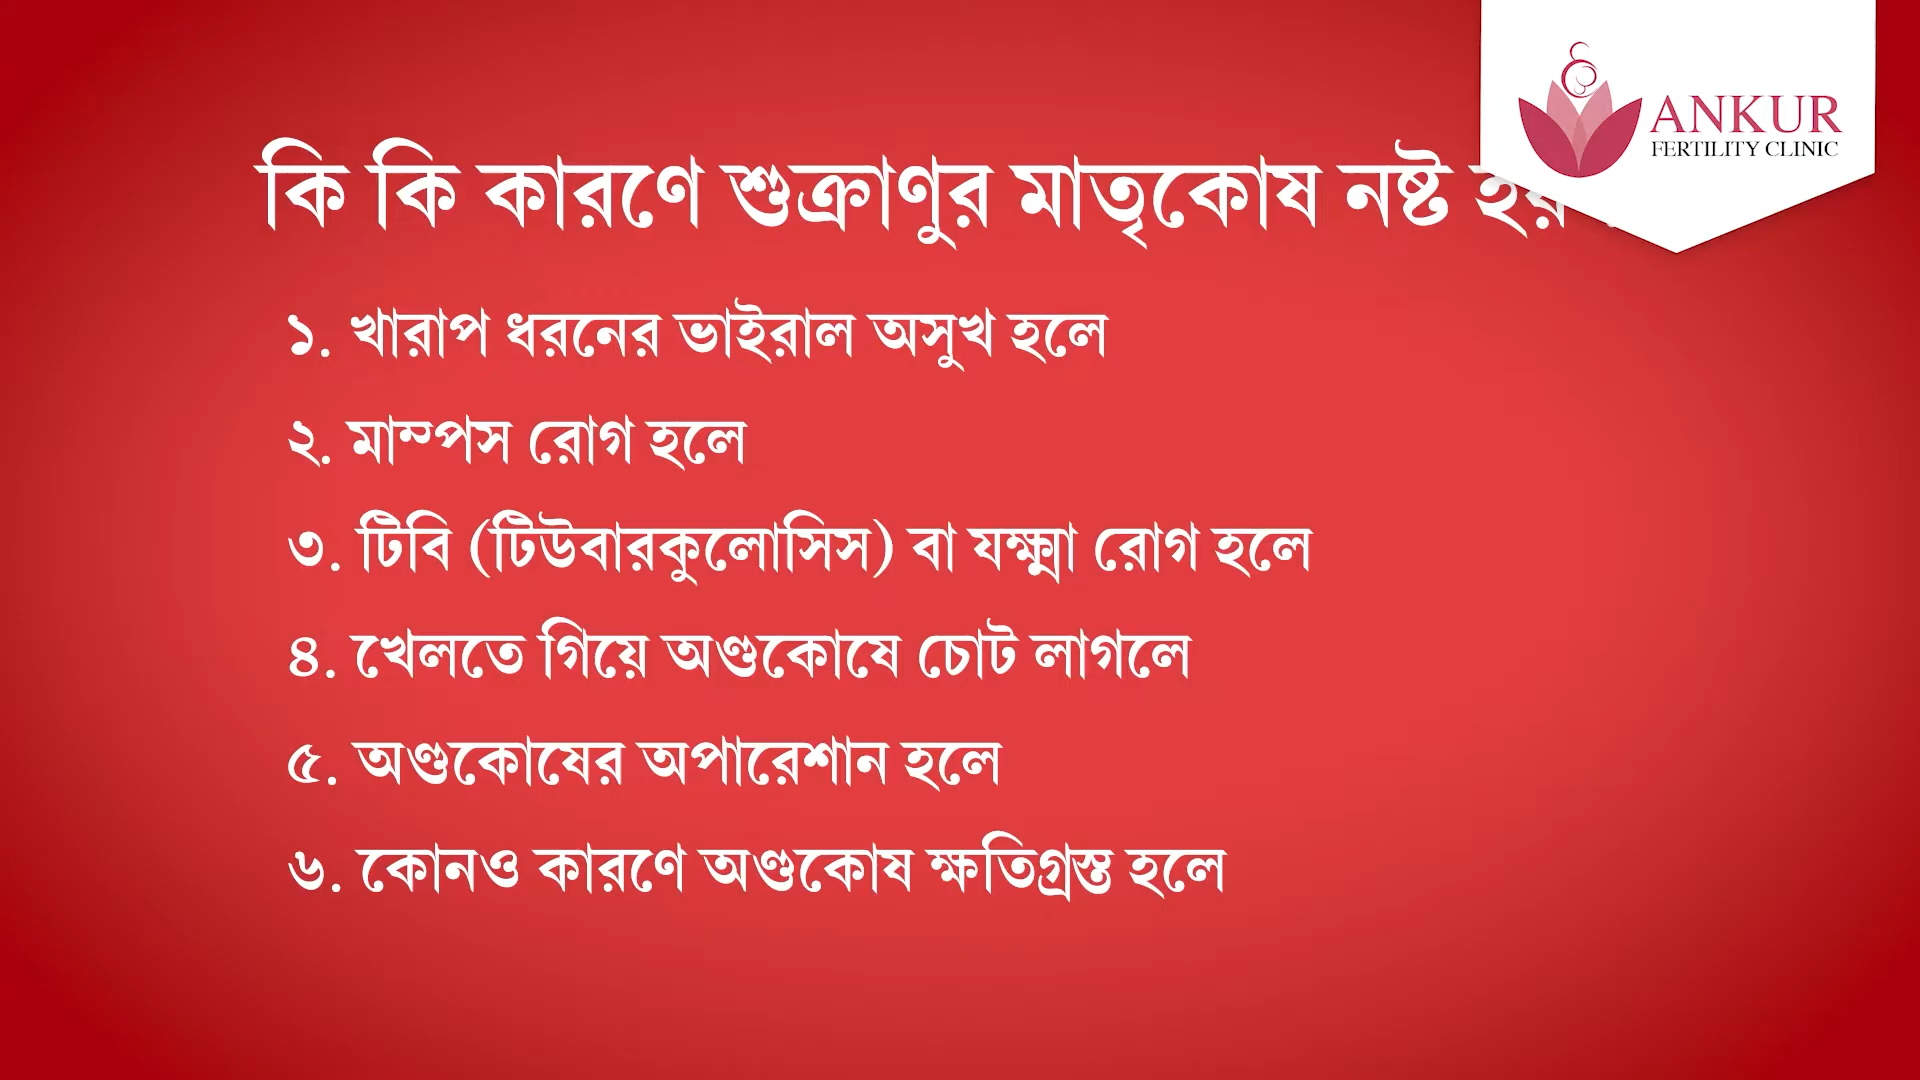 ANKUR
FERTILITY CLINIC
কি কি কারণে শুক্রাণুর মাতৃকোষ নষ্ট হয়
১. খারাপ ধরনের ভাইরাল অসুখ হলে
২. মাম্পস রোগ হলে
৩. টিবি (টিউবারকুলোসিস) বা যক্ষ্মা রোগ হলে
৪. খেলতে গিয়ে অণ্ডকোষে চোট লাগলে
৫. অণ্ডকোষের অপারেশান হলে
৬. কোনও কারণে অণ্ডকোষ ক্ষতিগ্রস্ত হলে